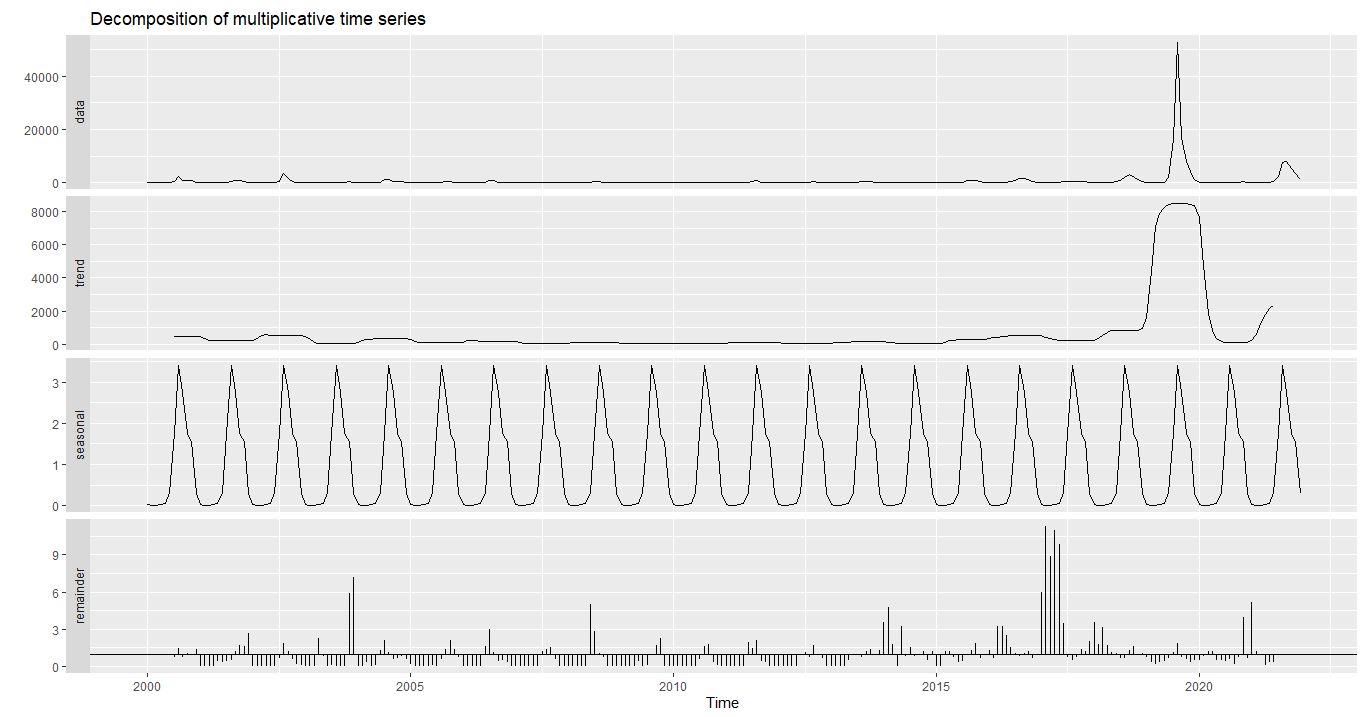 Decomposition of multiplicative time series
data
40000
20000
0
trend
8000
6000
4000
2000
0
seasonal
3
2
1
0
remainder
9
6
3
0
2000 2005 2010 2015 2020
Time